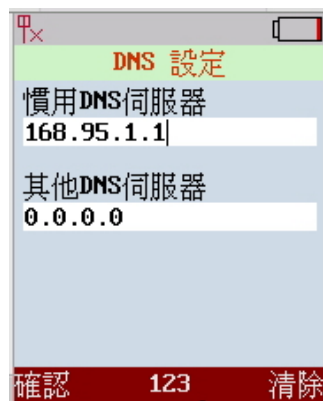 DNS 設定
慣用DNS伺服器
168.95.1.1
其他DNS伺服器
0.0.0.0
確認 123 清除